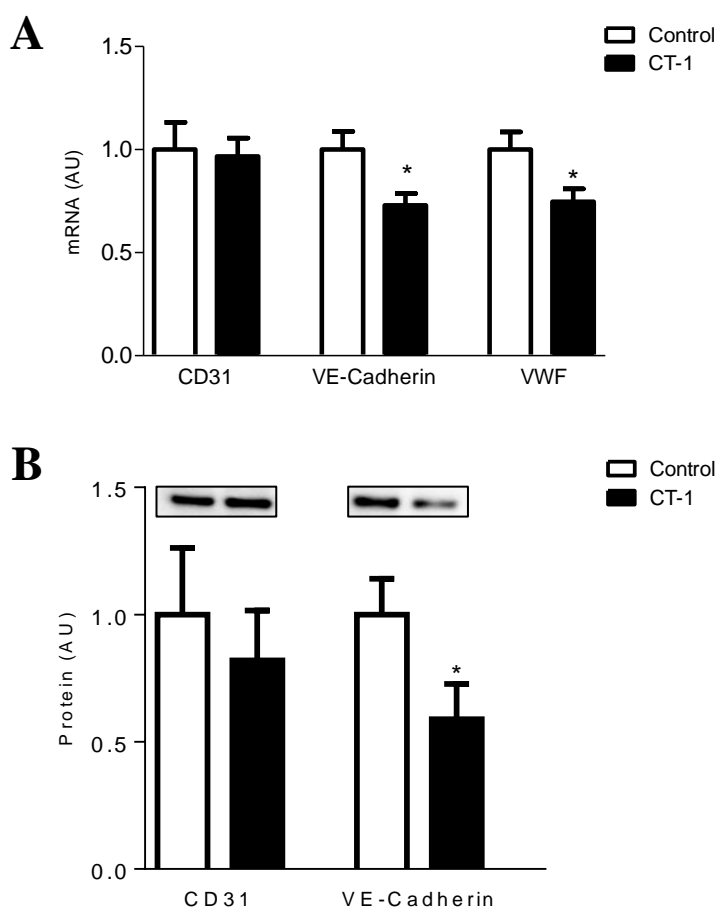 A
1.5
Control
CT-1
1.0
mRNA (AU)
*
*
0.5
0.0
CD31 VE-Cadherin VWF
B
1.5
Control
CT-1
1.0
Protein (AU)
*
0.5
0.0
CD31 VE-Cadherin